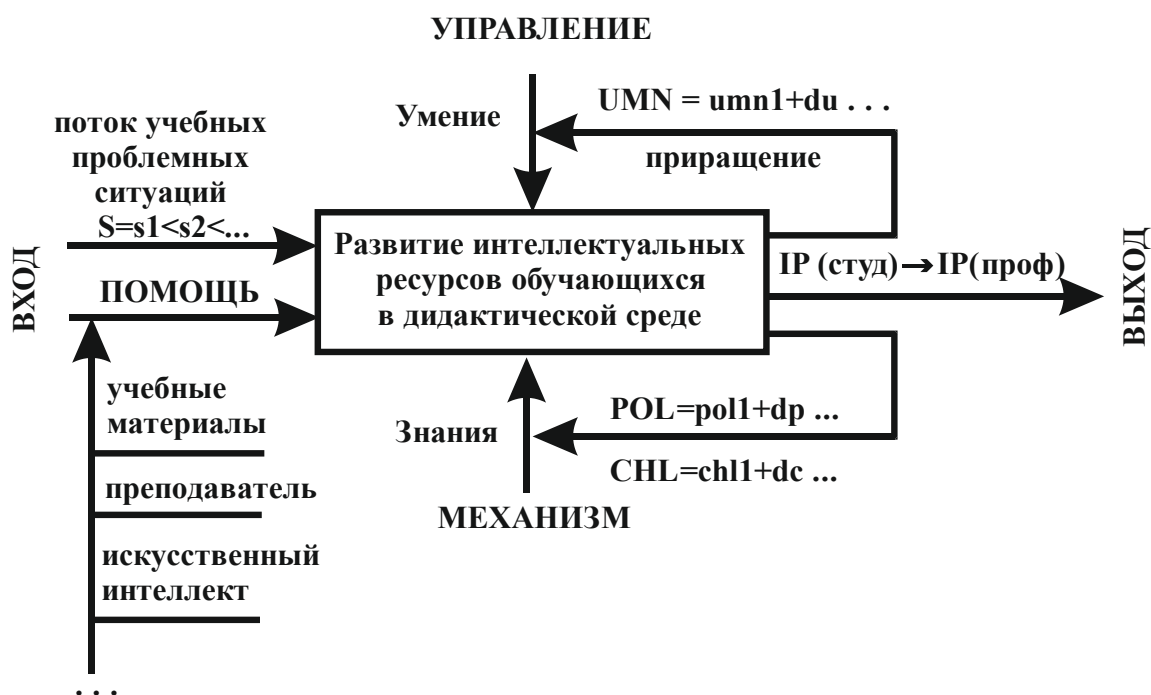 УПРАВЛЕНИЕ
Умение
UMN = umn1+du . . .
приращение
поток учебных
проблемных
ситуаций
S=s1<s2<...
ВХОД
ПОМОЩЬ
Развитие интеллектуальных
ресурсов обучающихся
в дидактической среде
IP (студ)→IP(проф)
ВЫХОД
учебные
материалы
преподаватель
искусственный
интеллект
. . .
Знания
POL=pol1+dp ...
CHL=chl1+dc ...
МЕХАНИЗМ